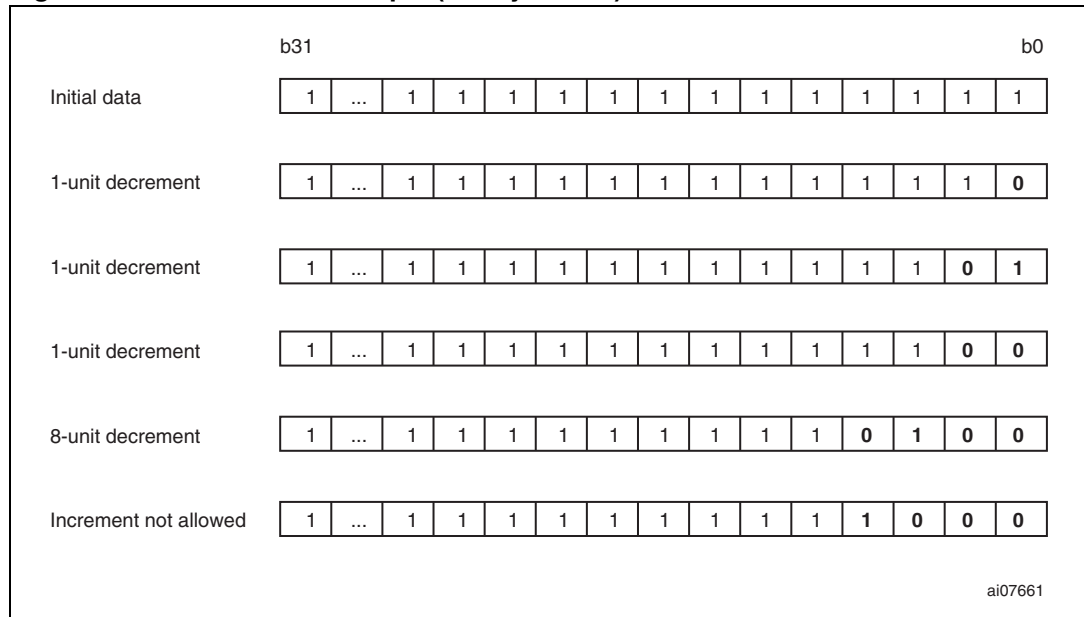 b31 b0
Initial data 1 ... 1 1 1 1 1 1 1 1 1 1 1 1 1
1-unit decrement 1 ... 1 1 1 1 1 1 1 1 1 1 1 1 0
1-unit decrement 1 ... 1 1 1 1 1 1 1 1 1 1 1 0 1
1-unit decrement 1 ... 1 1 1 1 1 1 1 1 1 1 1 0 0
8-unit decrement 1 ... 1 1 1 1 1 1 1 1 1 0 1 0 0
Increment not allowed 1 ... 1 1 1 1 1 1 1 1 1 1 0 0 0
ai07661